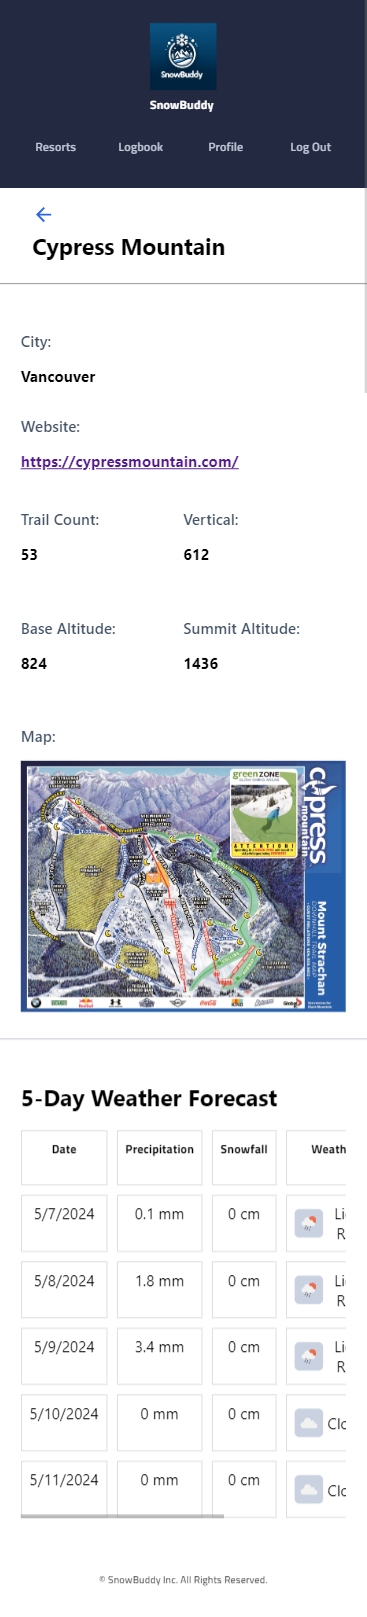 SnowBuddy
SnowBuddy
Resorts Logbook Profile Log Out
Cypress Mountain
City:
Vancouver
Website:
https://cypressmountain.com/
Trail Count: Vertical:
53 612
Base Altitude: Summit Altitude:
824 1436
Map:
greenZONE
ATTENTION!
cypress
mountain
Mount Strachan
5-Day Weather Forecast
Date Precipitation Snowfall Weath
5/7/2024 0.1 mm 0 cm Li
R
5/8/2024 1.8 mm 0 cm Li
R
5/9/2024 3.4 mm 0 cm Li
R
5/10/2024 0 mm 0 cm Clo
5/11/2024 0 mm 0 cm Clo
© SnowBuddy Inc. All Rights Reserved.